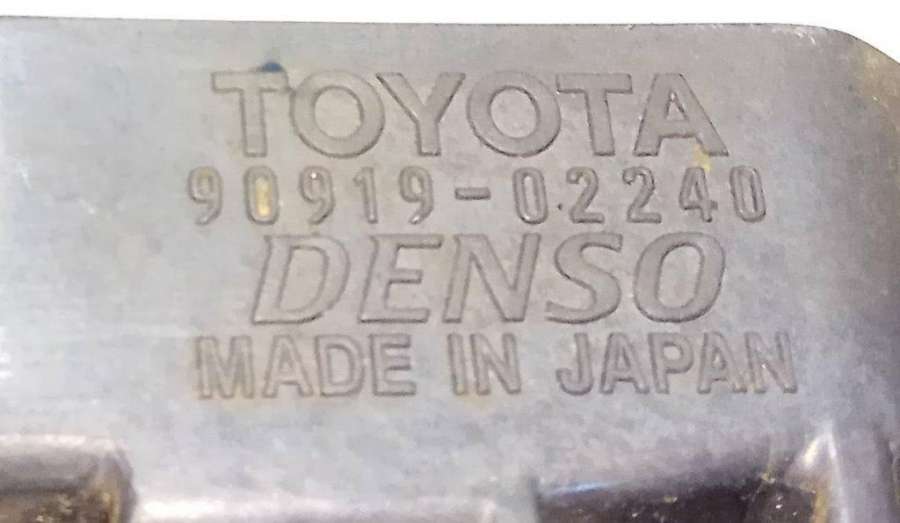 TOYOTA
90919-02240
DENSO
MADE IN JAPAN